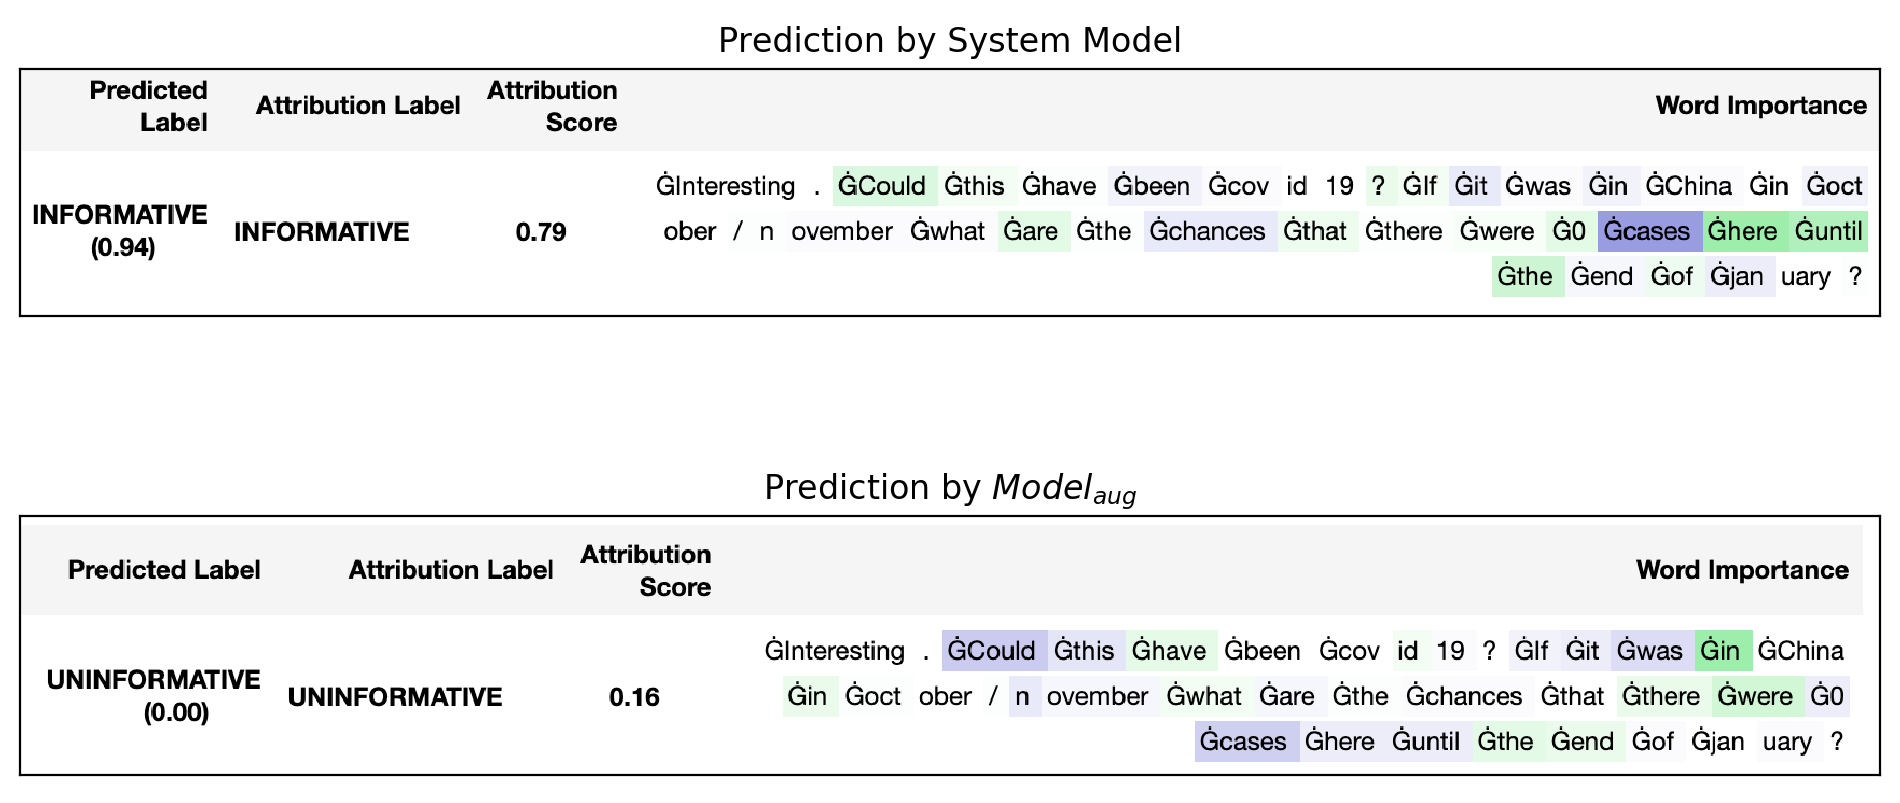 Prediction by System Model
Predicted Label Attribution Label Attribution Score Word Importance
INFORMATIVE (0.94) INFORMATIVE 0.79
ĠInteresting . ĠCould Ġthis Ġhave Ġbeen Ġcov id 19 ? ĠIf Ġit Ġwas Ġin ĠChina Ġin Ġoct
ober / n ovember Ġwhat Ġare Ġthe Ġchances Ġthat Ġthere Ġwere Ġ0 Ġcases Ġhere Ġuntil
Ġthe Ġend Ġof Ġjan uary ?
Prediction by Model_aug
Predicted Label Attribution Label Attribution Score Word Importance
UNINFORMATIVE (0.00) UNINFORMATIVE 0.16
ĠInteresting . ĠCould Ġthis Ġhave Ġbeen Ġcov id 19 ? ĠIf Ġit Ġwas Ġin ĠChina
Ġin Ġoct ober / n ovember Ġwhat Ġare Ġthe Ġchances Ġthat Ġthere Ġwere Ġ0
Ġcases Ġhere Ġuntil Ġthe Ġend Ġof Ġjan uary ?